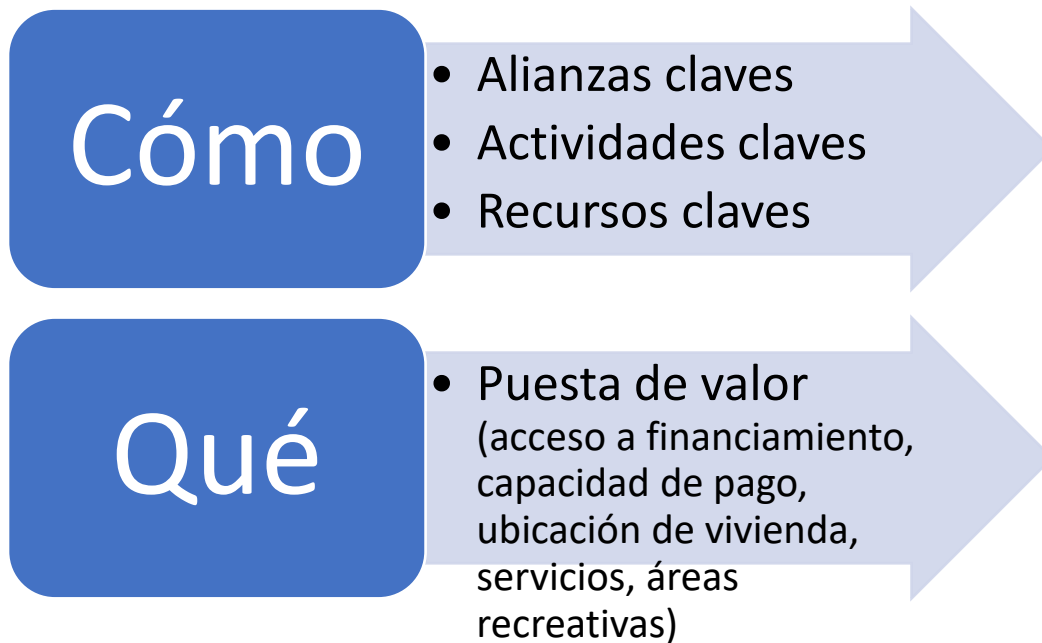 Cómo
• Alianzas claves
• Actividades claves
• Recursos claves
Qué
• Puesta de valor
(acceso a financiamiento,
capacidad de pago,
ubicación de vivienda,
servicios, áreas
recreativas)